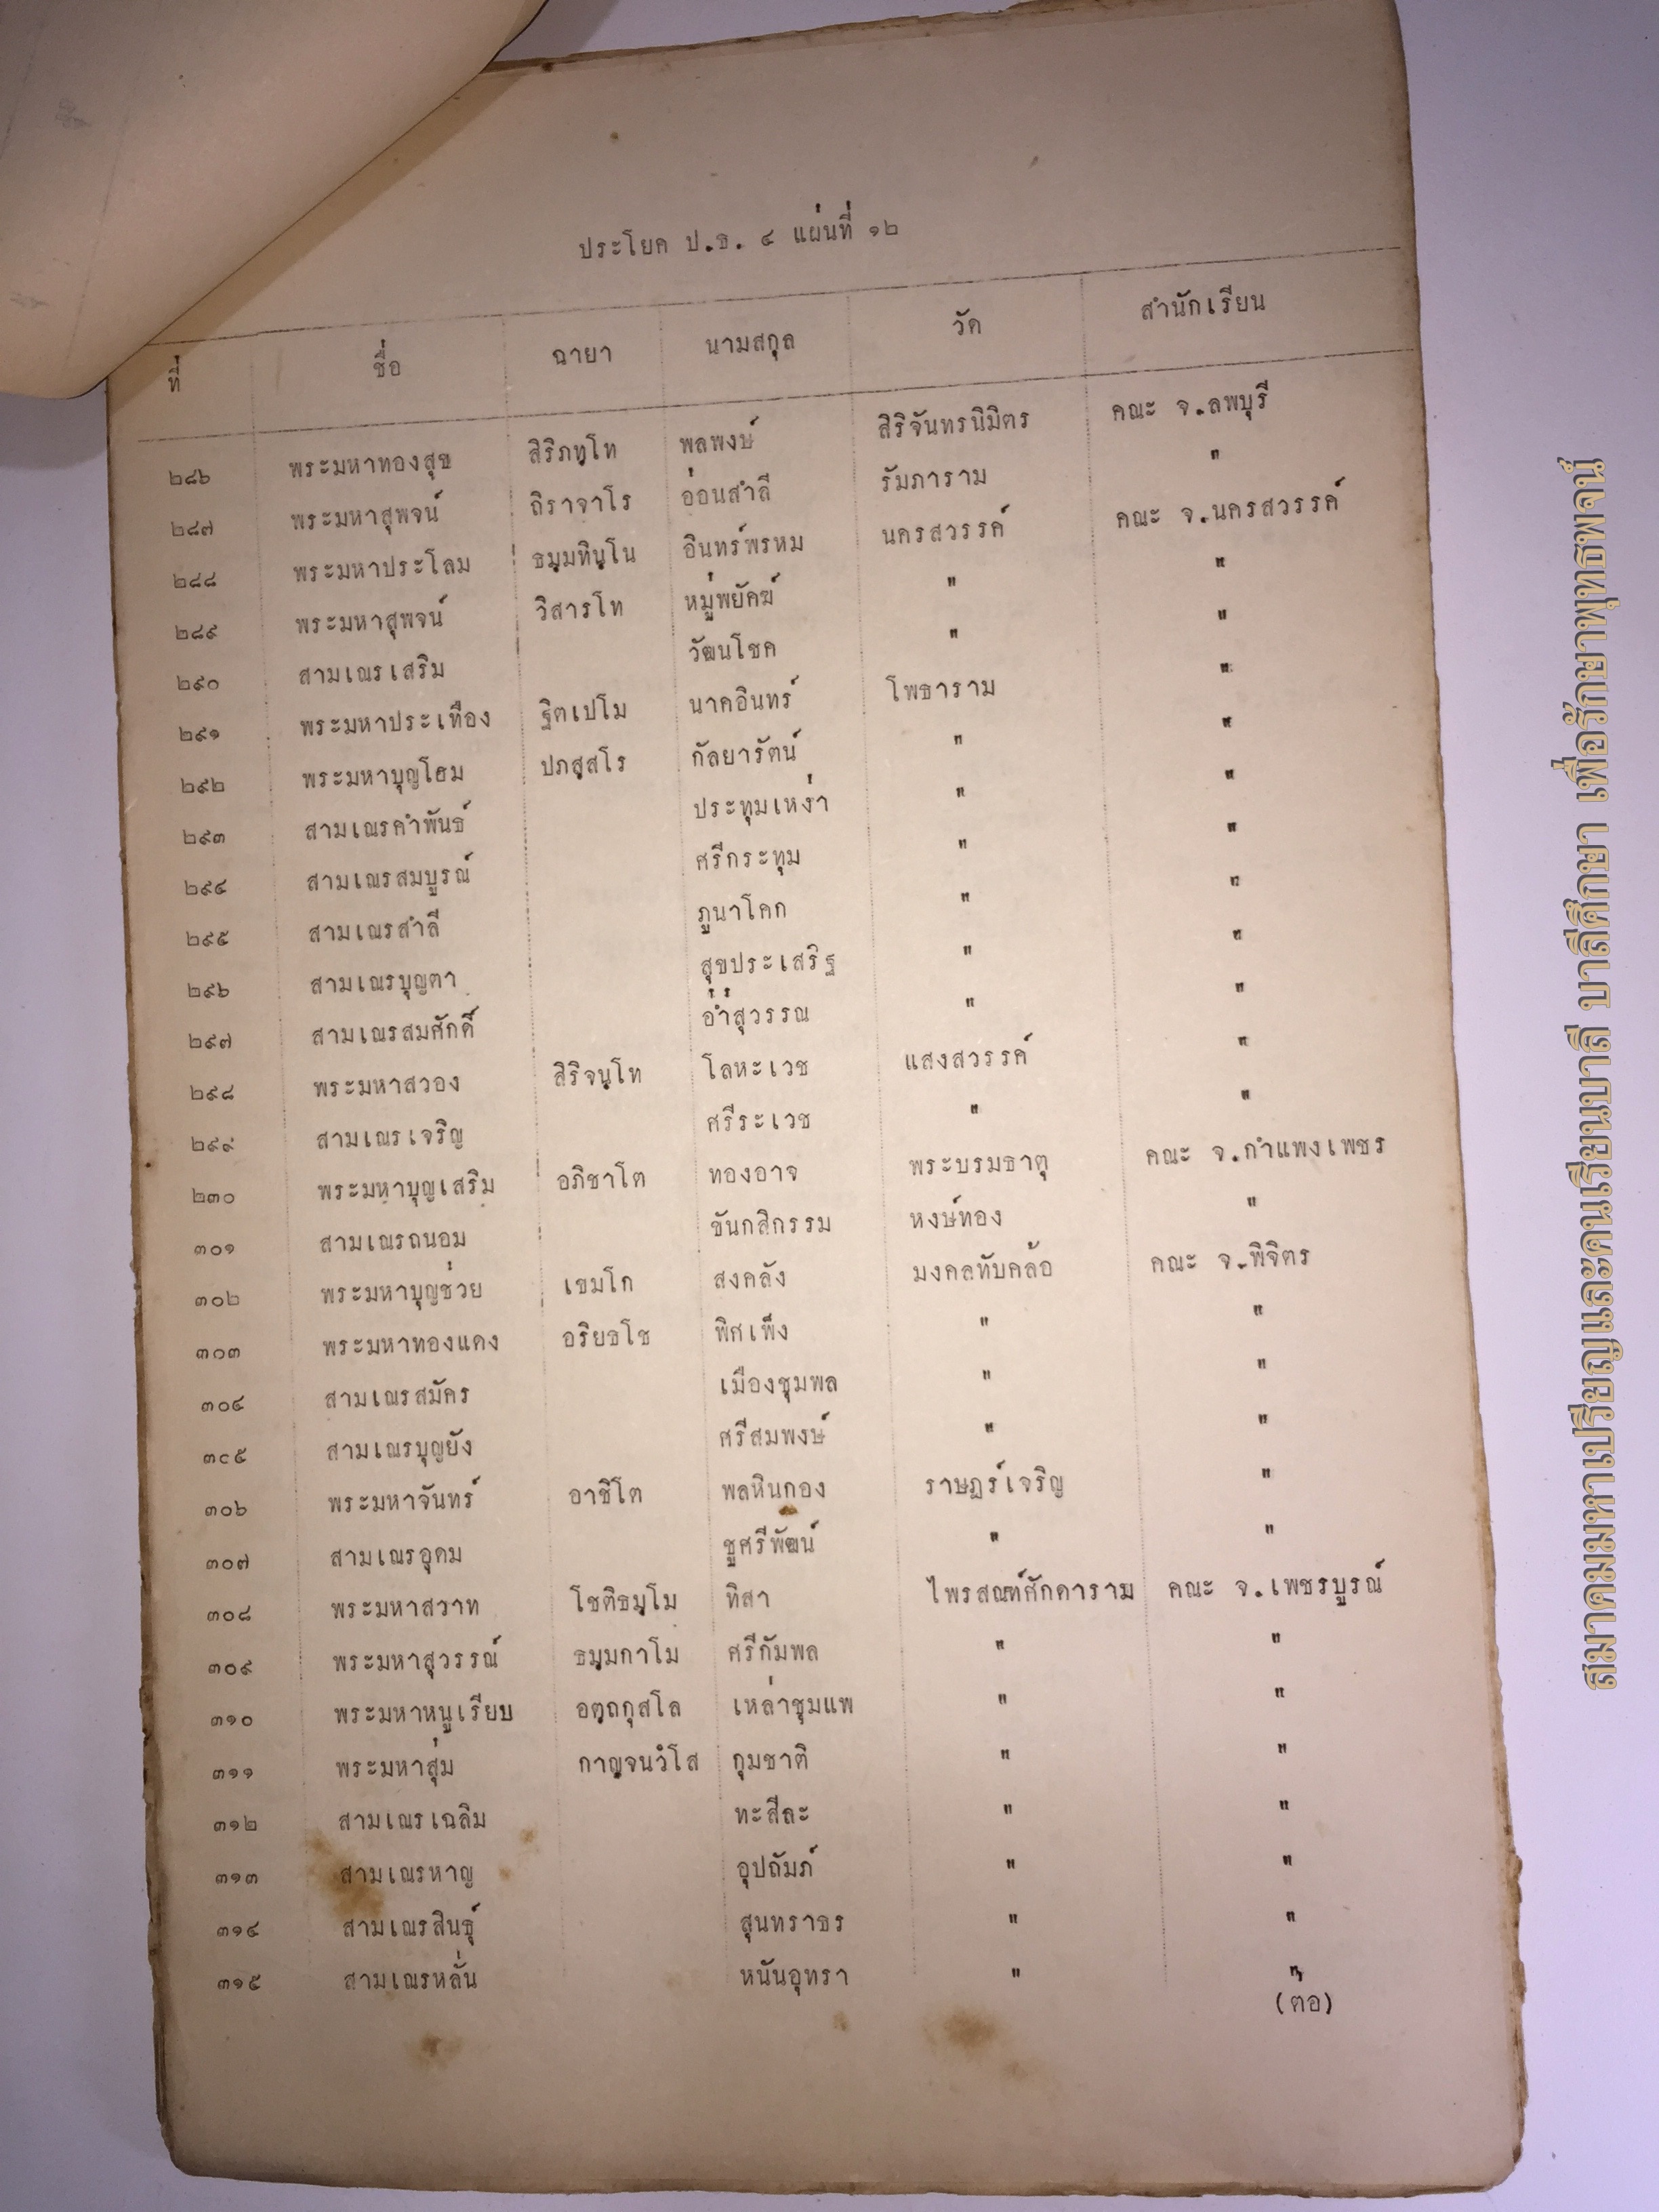 ประโยค ป.ธ. ๔ แผ่นที่ ๑๒
ที่ ชื่อ ฉายา นามสกุล วัด สำนักเรียน
๒๘๖ พระมหาทองสุข สิริภทฺโท พลพงษ์ สิริจันทรนิมิตร คณะ จ.ลพบุรี
๒๘๗ พระมหาสุพจน์ ถิราจาโร อ่อนสำลี รัมภาราม "
๒๘๘ พระมหาประโลม ธมฺมทินฺโน อินทร์พรหม นครสวรรค์ คณะ จ.นครสวรรค์
๒๘๙ พระมหาสุพจน์ วิสารโท หมู่พยัคฆ์ " "
๒๙๐ สามเณรเสริม วัฒนโชค " "
๒๙๑ พระมหาประเทือง ฐิตเปโม นาคอินทร์ โพธาราม "
๒๙๒ พระมหาบุญโฮม ปภสฺสโร กัลยารัตน์ " "
๒๙๓ สามเณรคำพันธ์ ประทุมเหง่า " "
๒๙๔ สามเณรสมบูรณ์ ศรีกระทุม " "
๒๙๕ สามเณรสำลี ภูนาโคก " "
๒๙๖ สามเณรบุญตา สุขประเสริฐ " "
๒๙๗ สามเณรสมศักดิ์ อ่ำสุวรรณ " "
๒๙๘ พระมหาสวอง สิริจนฺโท โลหะเวช แสงสวรรค์ "
๒๙๙ สามเณรเจริญ ศรีระเวช " "
๒๓๐ พระมหาบุญเสริม อภิชาโต ทองอาจ พระบรมธาตุ คณะ จ.กำแพงเพชร
๓๐๑ สามเณรถนอม ขันกสิกรรม หงษ์ทอง "
๓๐๒ พระมหาบุญช่วย เขมโก สงคลัง มงคลทับคล้อ คณะ จ.พิจิตร
๓๐๓ พระมหาทองแดง อริยธโช พิศเพ็ง " "
๓๐๔ สามเณรสมัคร เมืองชุมพล " "
๓๐๕ สามเณรบุญยัง ศรีสมพงษ์ " "
๓๐๖ พระมหาจันทร์ อาชิโต พลหินกอง ราษฎร์เจริญ "
๓๐๗ สามเณรอุดม ชูศรีพัฒน์ " "
๓๐๘ พระมหาสวาท โชติธมฺโม ทิสา ไพรสณฑ์ศักดาราม คณะ จ.เพชรบูรณ์
๓๐๙ พระมหาสุวรรณ์ ธมฺมกาโม ศรีกัมพล " "
๓๑๐ พระมหาหนูเรียบ อตฺถกุสโล เหล่าชุมแพ " "
๓๑๑ พระมหาสุ่ม กาญฺจนวํโส กุมชาติ " "
๓๑๒ สามเณรเฉลิม ทะสีละ " "
๓๑๓ สามเณรหาญ อุปถัมภ์ " "
๓๑๔ สามเณรสินธุ์ สุนทราธร " "
๓๑๕ สามเณรหลั่น หนันอุทรา " "
(ต่อ)
สมาคมมหาเปรียญและคนเรียนบาลี บาลีศึกษา เพื่อรักษาพุทธพจน์